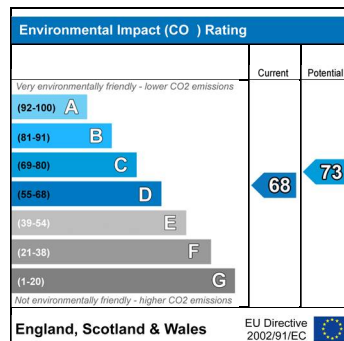 Environmental Impact (CO ) Rating
Current Potential
Very environmentally friendly - lower CO2 emissions
(92-100) A
(81-91) B
(69-80) C
(55-68) D
(39-54) E
(21-38) F
(1-20) G
68
73
Not environmentally friendly - higher CO2 emissions
England, Scotland & Wales
EU Directive
2002/91/EC